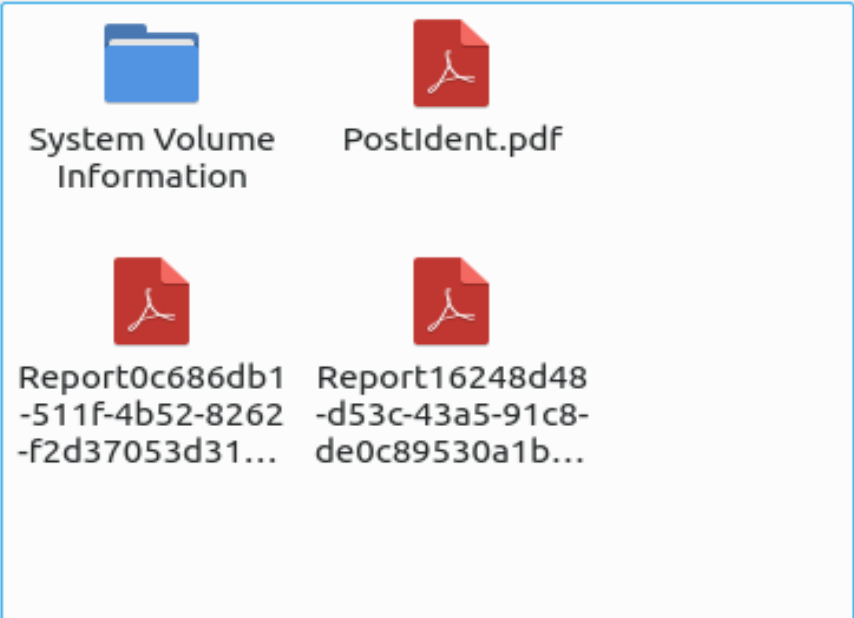 System Volume
Information
PostIdent.pdf
Report0c686db1
-511f-4b52-8262
-f2d37053d31...
Report16248d48
-d53c-43a5-91c8-
de0c89530a1b...